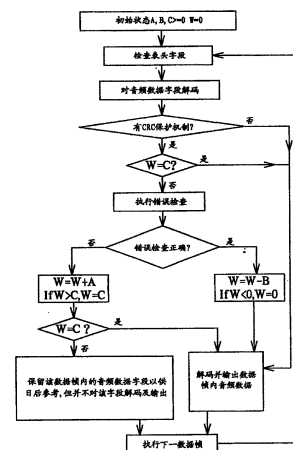 初始状态A,B,C>=0 W=0
检查表头字段
对音频数据字段解码
有CRC保护机制?
否
是
W=C?
是
否
执行错误检查
错误检查正确?
否
是
W=W+A
If W>C,W=C
W=W-B
If W<0,W=0
W=C ?
是
否
保留该数据帧内的音频数据字段以供
日后参考,但并不对该字段解码及输出
解码并输出数据
帧内音频数据
执行下一数据帧